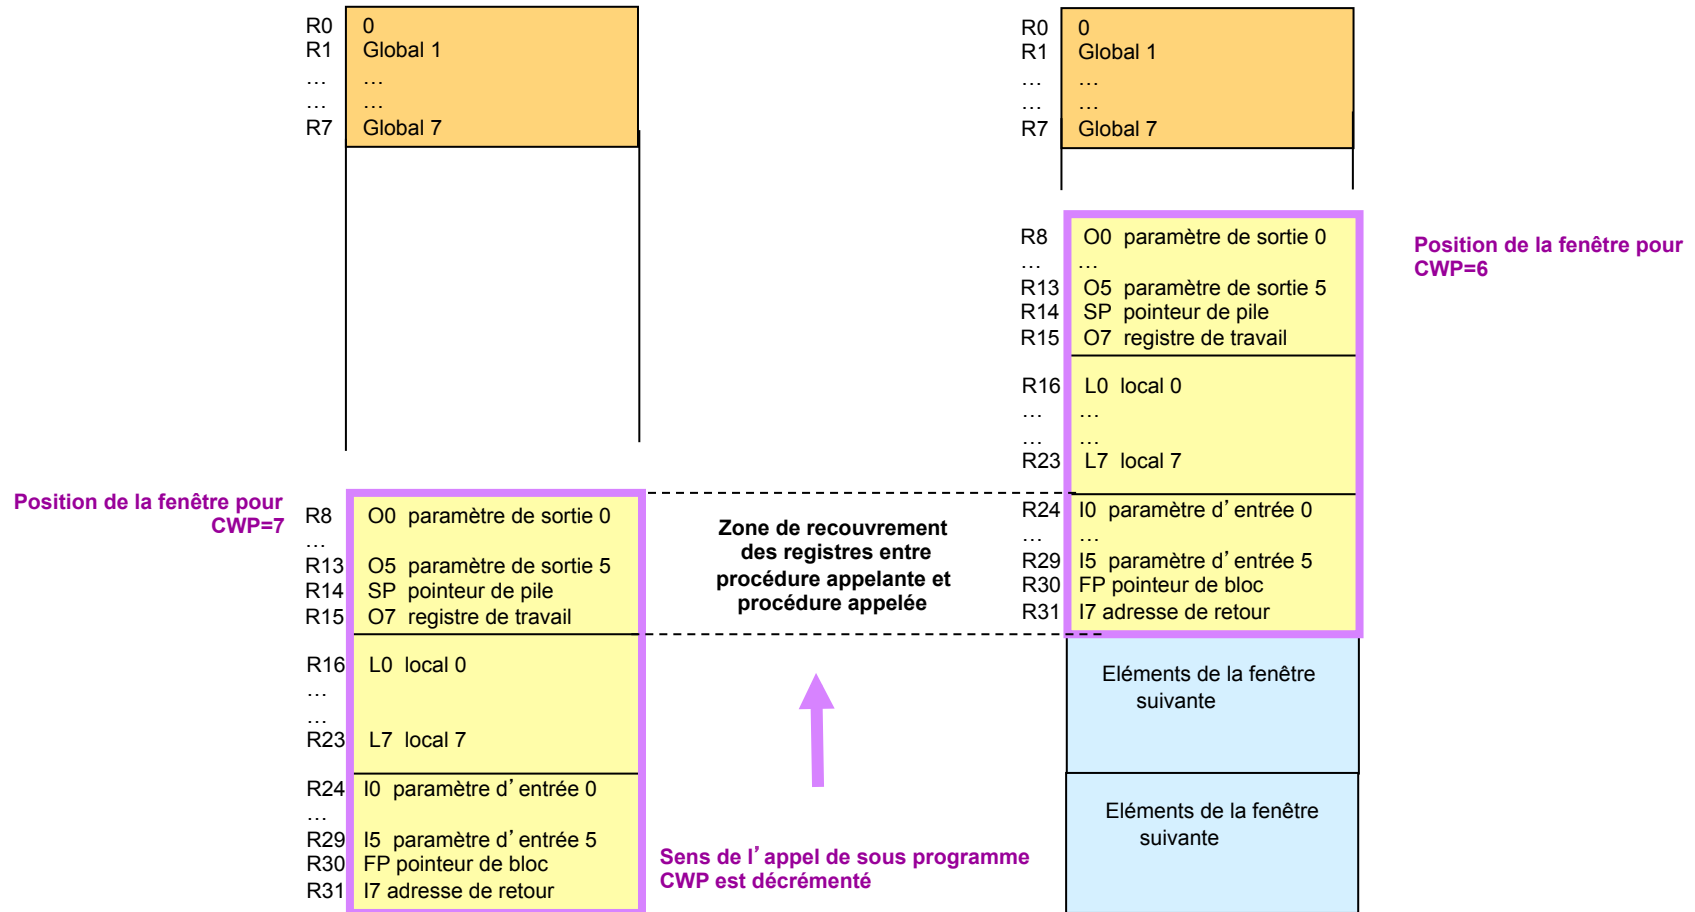 R0 0
R1 Global 1
… …
… …
R7 Global 7
Position de la fenêtre pour
CWP=7
R8 O0 paramètre de sortie 0
…
R13 O5 paramètre de sortie 5
R14 SP pointeur de pile
R15 O7 registre de travail
R16 L0 local 0
…
…
R23 L7 local 7
R24 I0 paramètre d’entrée 0
…
R29 I5 paramètre d’entrée 5
R30 FP pointeur de bloc
R31 I7 adresse de retour
Zone de recouvrement
des registres entre
procédure appelante et
procédure appelée
Sens de l’appel de sous programme
CWP est décrémenté
R0 0
R1 Global 1
… …
… …
R7 Global 7
R8 O0 paramètre de sortie 0
… …
R13 O5 paramètre de sortie 5
R14 SP pointeur de pile
R15 O7 registre de travail
R16 L0 local 0
… …
… …
R23 L7 local 7
R24 I0 paramètre d’entrée 0
… …
R29 I5 paramètre d’entrée 5
R30 FP pointeur de bloc
R31 I7 adresse de retour
Eléments de la fenêtre
suivante
Eléments de la fenêtre
suivante
Position de la fenêtre pour
CWP=6